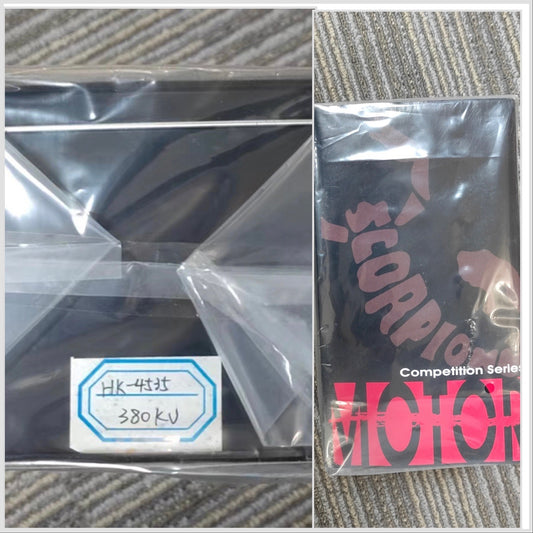 HK-4535
380KV
SCORPION
Competition Series
MOTOR